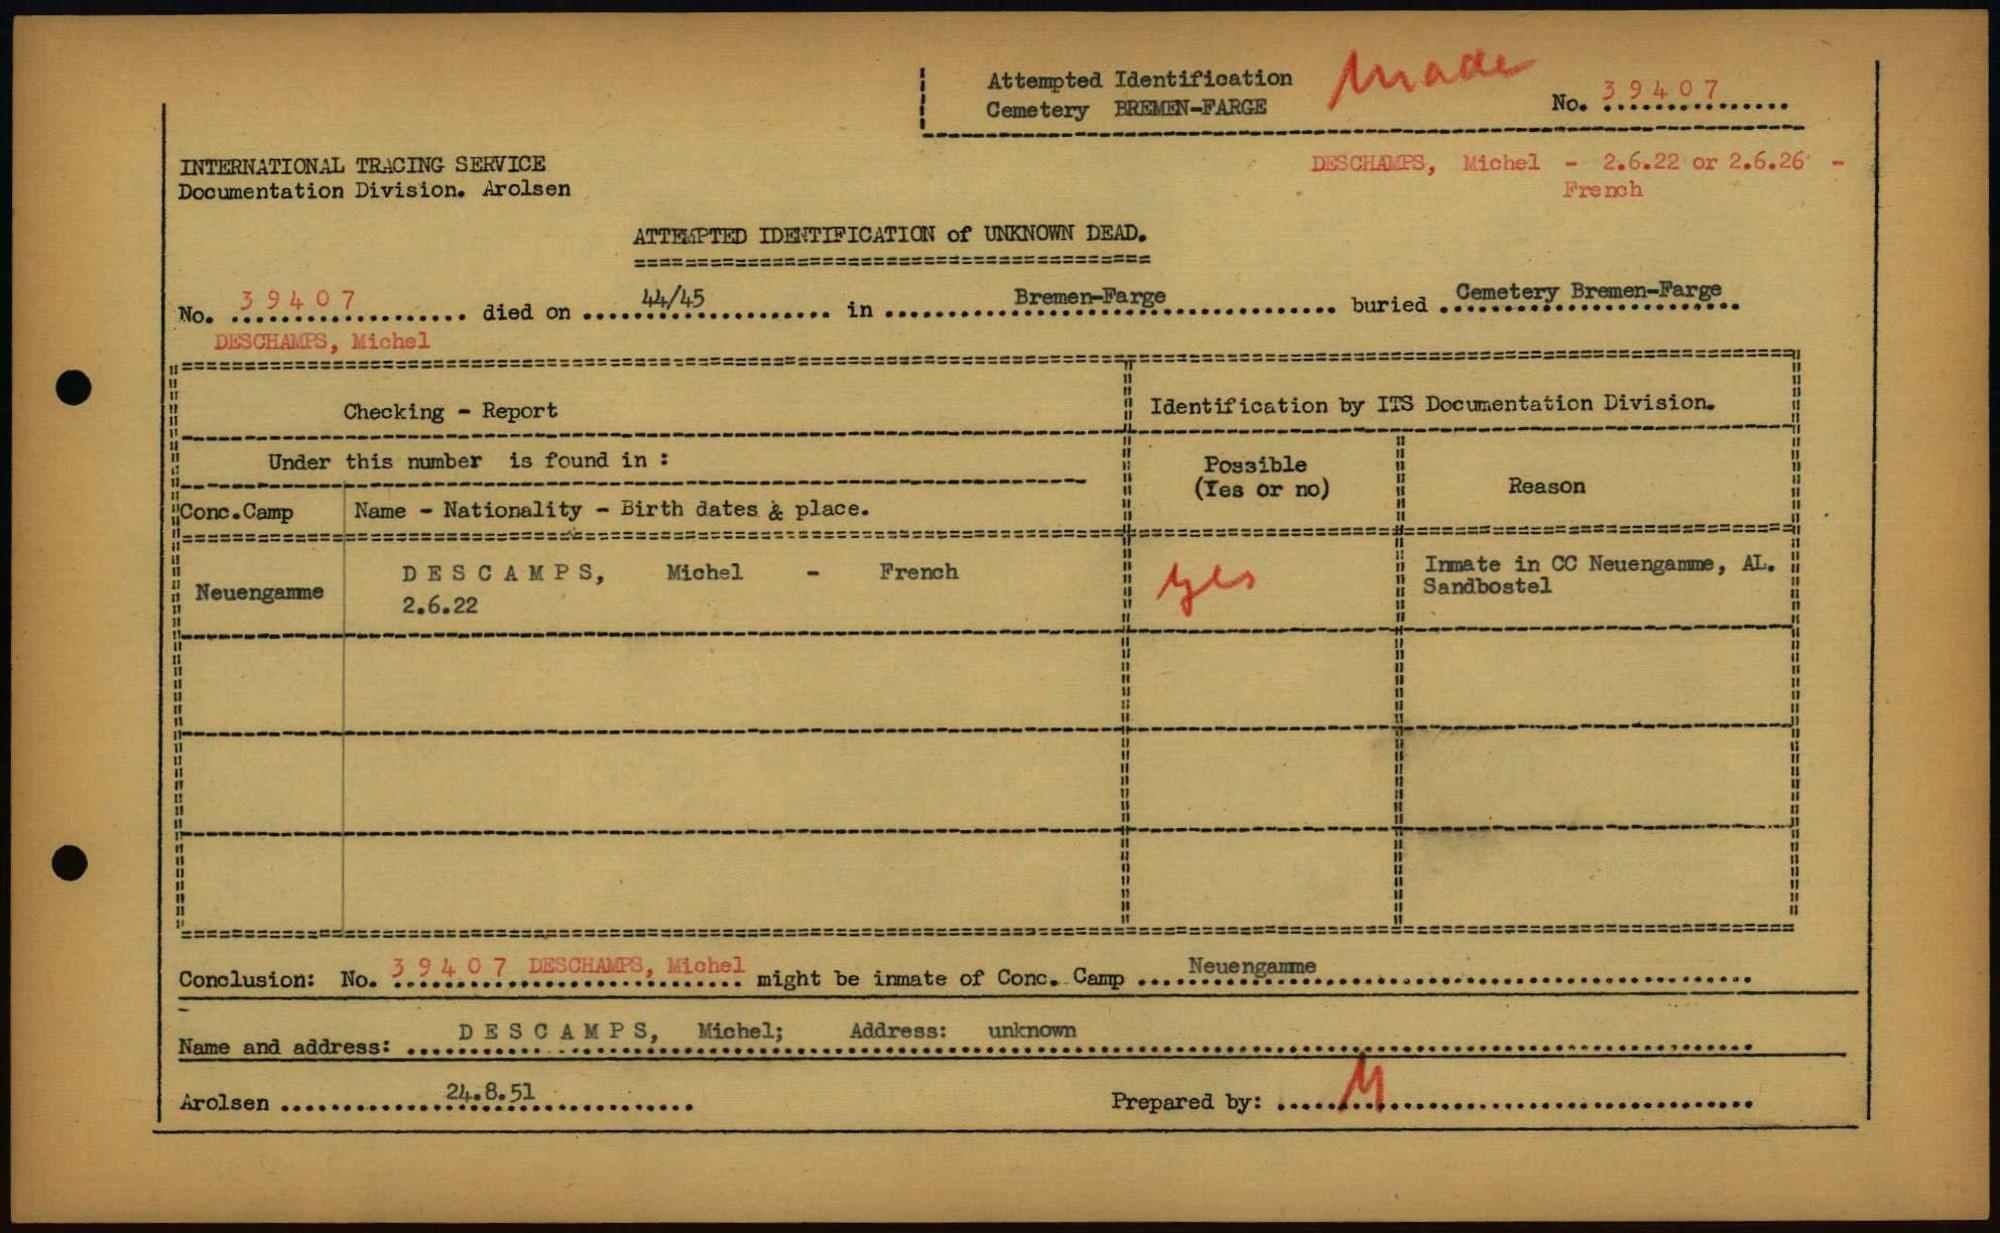 Attempted Identification made
Cemetery BREMEN-FARGE No. 39407
INTERNATIONAL TRACING SERVICE
Documentation Division. Arolsen
DESCHAMPS, Michel - 2.6.22 or 2.6.26 -
French
ATTEMPTED IDENTIFICATION of UNKNOWN DEAD.
No. 39407 died on 44/45 in Bremen-Farge buried Cemetery Bremen-Farge
DESCHAMPS, Michel
Checking - Report
Identification by ITS Documentation Division.
Under this number is found in :
Possible
(Yes or no)
Reason
Conc.Camp
Name - Nationality - Birth dates & place.
Neuengamme
DESCAMPS, Michel - French
2.6.22
yes
Inmate in CC Neuengamme, AL.
Sandbostel
Conclusion: No. 39407 DESCHAMPS, Michel might be inmate of Conc. Camp Neuengamme
Name and address: DESCAMPS, Michel; Address: unknown
Arolsen 24.8.51 Prepared by: